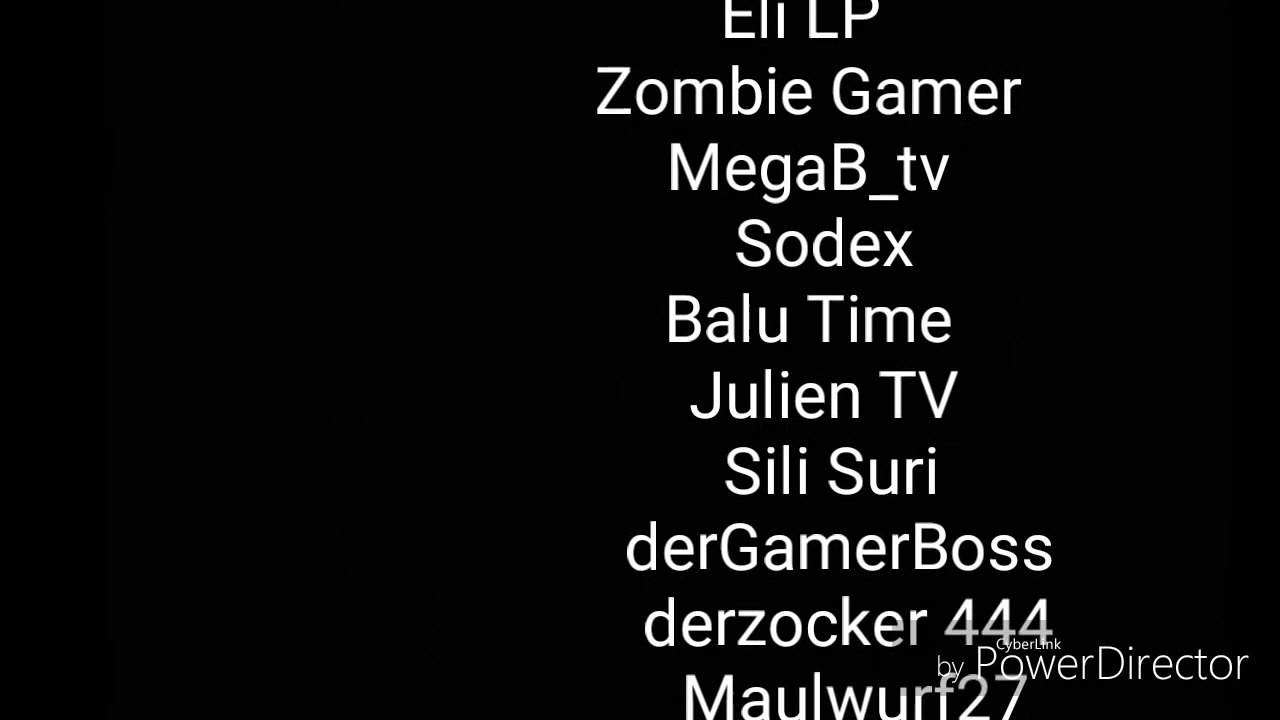 Eli LP
Zombie Gamer
MegaB_tv
Sodex
Balu Time
Julien TV
Sili Suri
derGamerBoss
derzocker 444
Maulwurf27
CyberLink
by PowerDirector